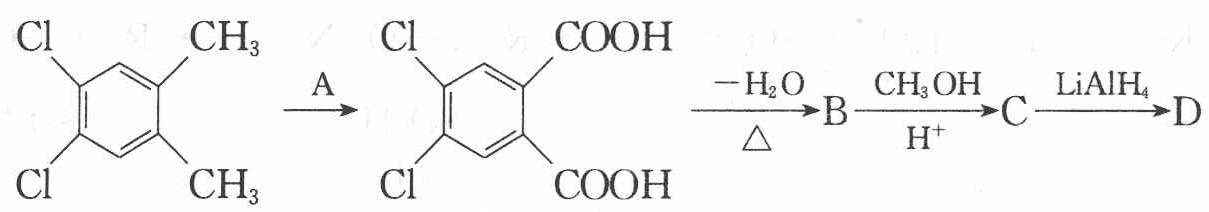 Cl CH₃ Cl COOH
A −H₂O CH₃OH LiAlH₄
B C D
△ H⁺
Cl CH₃ Cl COOH